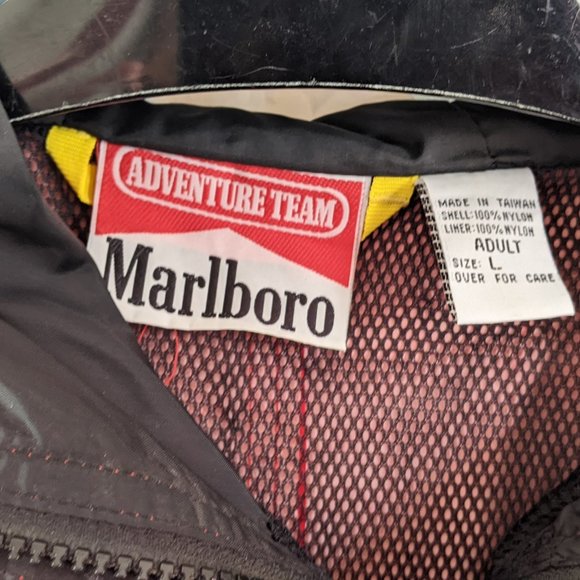 ADVENTURE TEAM
Marlboro
MADE IN TAIWAN
SHELL:100% NYLON
LINER:100% NYLON
ADULT
SIZE: L
OVER FOR CARE